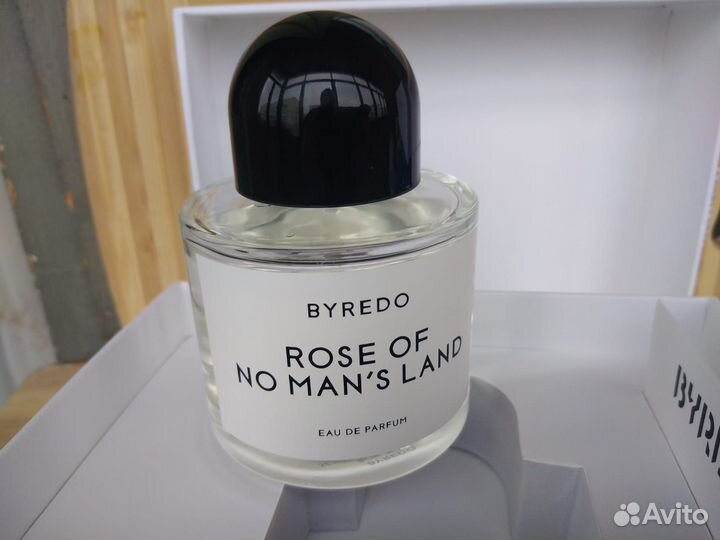 BYREDO
ROSE OF
NO MAN'S LAND
EAU DE PARFUM
Avito